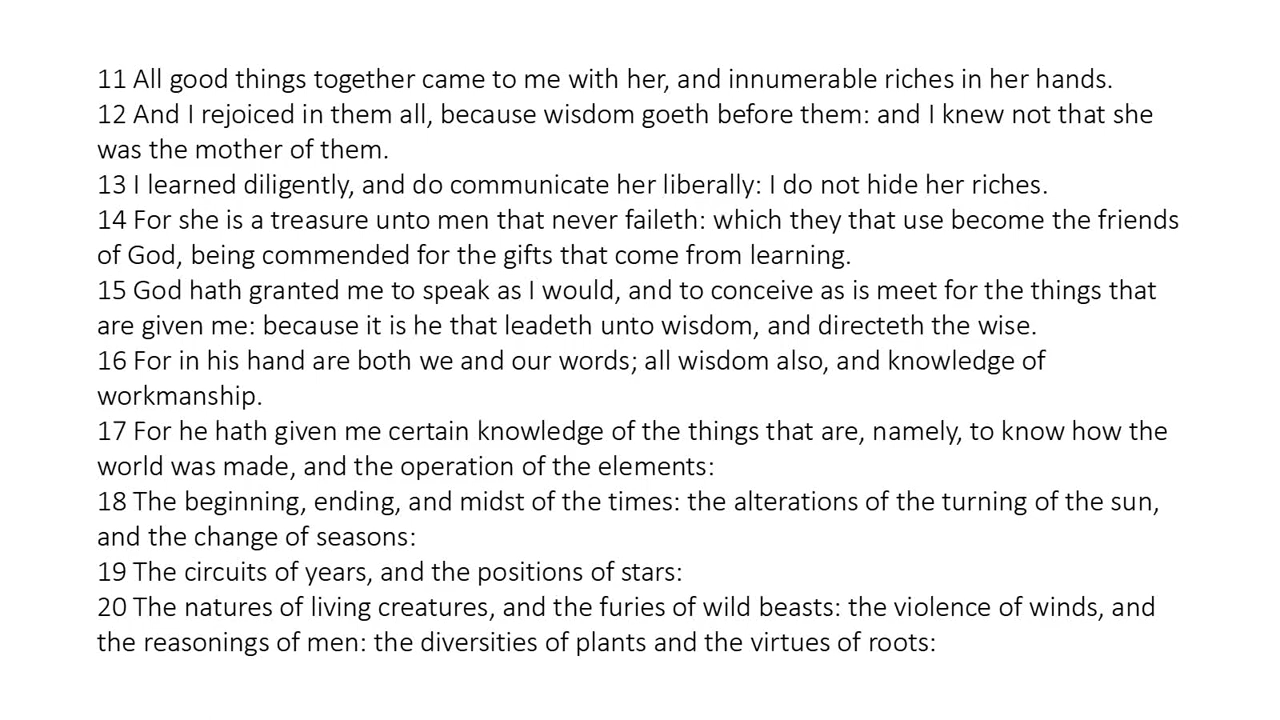 11 All good things together came to me with her, and innumerable riches in her hands.
12 And I rejoiced in them all, because wisdom goeth before them: and I knew not that she
was the mother of them.
13 I learned diligently, and do communicate her liberally: I do not hide her riches.
14 For she is a treasure unto men that never faileth: which they that use become the friends
of God, being commended for the gifts that come from learning.
15 God hath granted me to speak as I would, and to conceive as is meet for the things that
are given me: because it is he that leadeth unto wisdom, and directeth the wise.
16 For in his hand are both we and our words; all wisdom also, and knowledge of
workmanship.
17 For he hath given me certain knowledge of the things that are, namely, to know how the
world was made, and the operation of the elements:
18 The beginning, ending, and midst of the times: the alterations of the turning of the sun,
and the change of seasons:
19 The circuits of years, and the positions of stars:
20 The natures of living creatures, and the furies of wild beasts: the violence of winds, and
the reasonings of men: the diversities of plants and the virtues of roots: